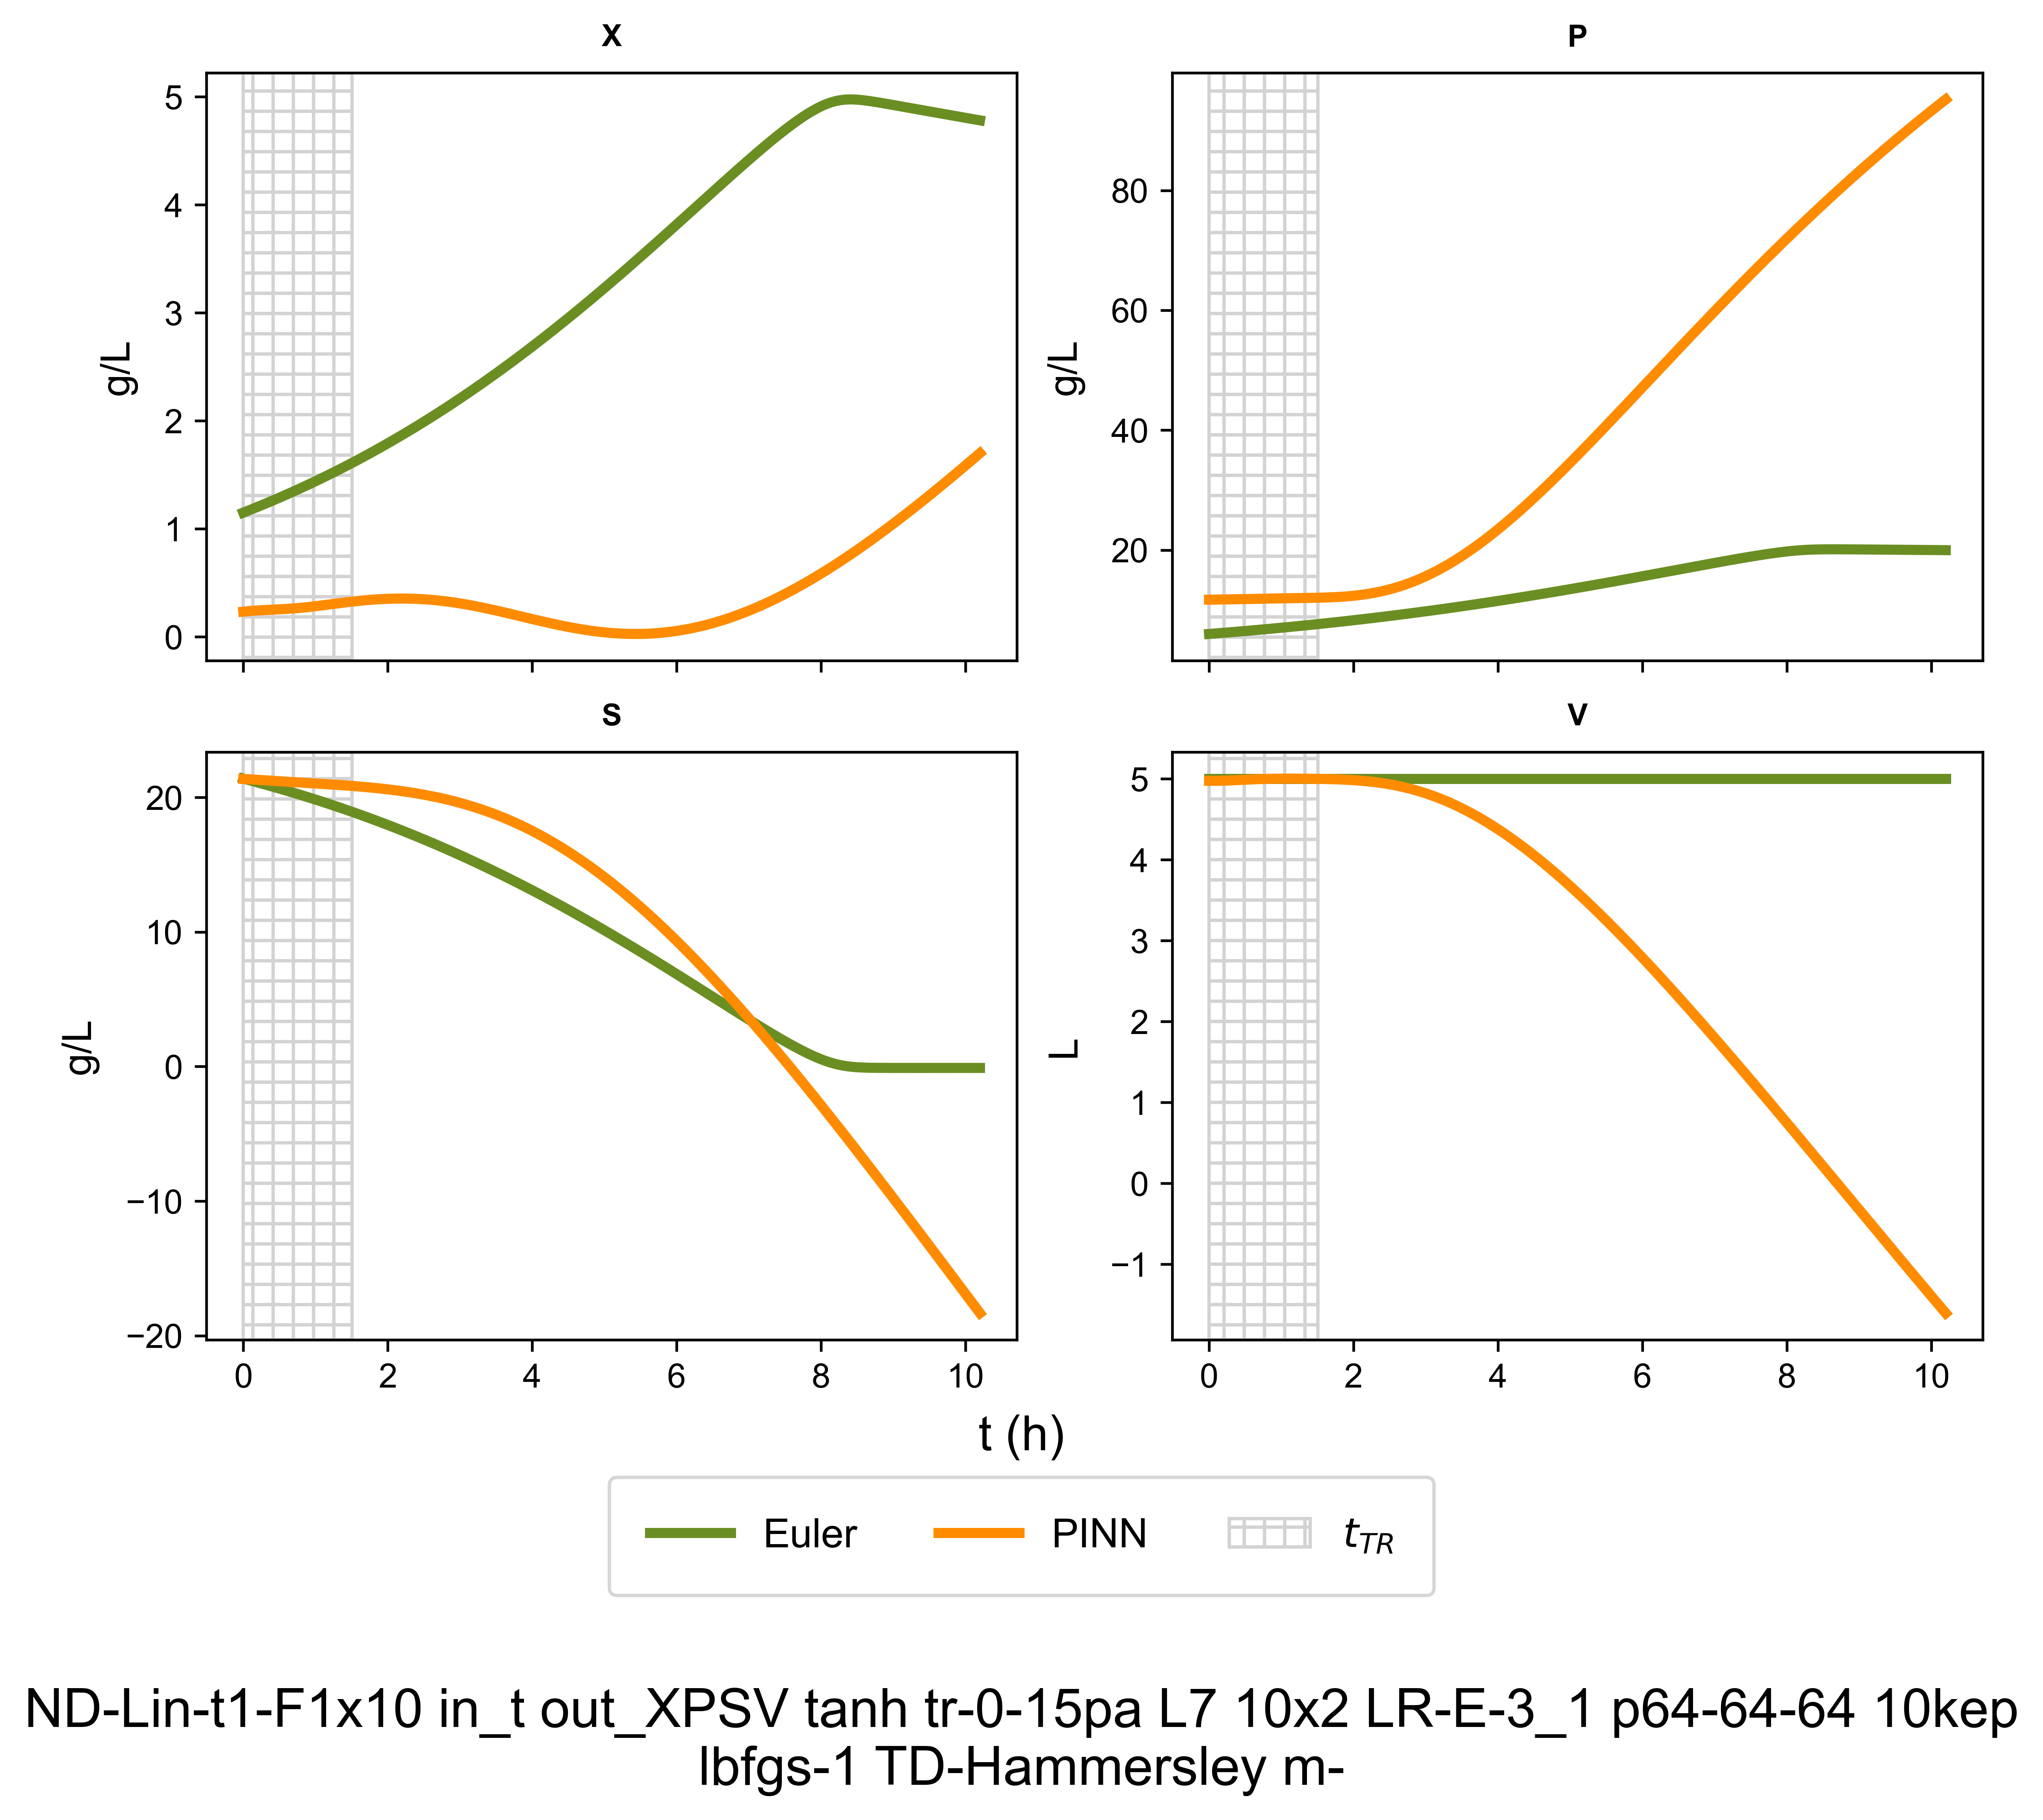 X
P
5
4
3
2
1
0
g/L
80
60
40
20
g/L
S
V
20
10
0
−10
−20
g/L
5
4
3
2
1
0
−1
L
0 2 4 6 8 10
0 2 4 6 8 10
t (h)
Euler PINN t_TR
ND-Lin-t1-F1x10 in_t out_XPSV tanh tr-0-15pa L7 10x2 LR-E-3_1 p64-64-64 10kep
lbfgs-1 TD-Hammersley m-